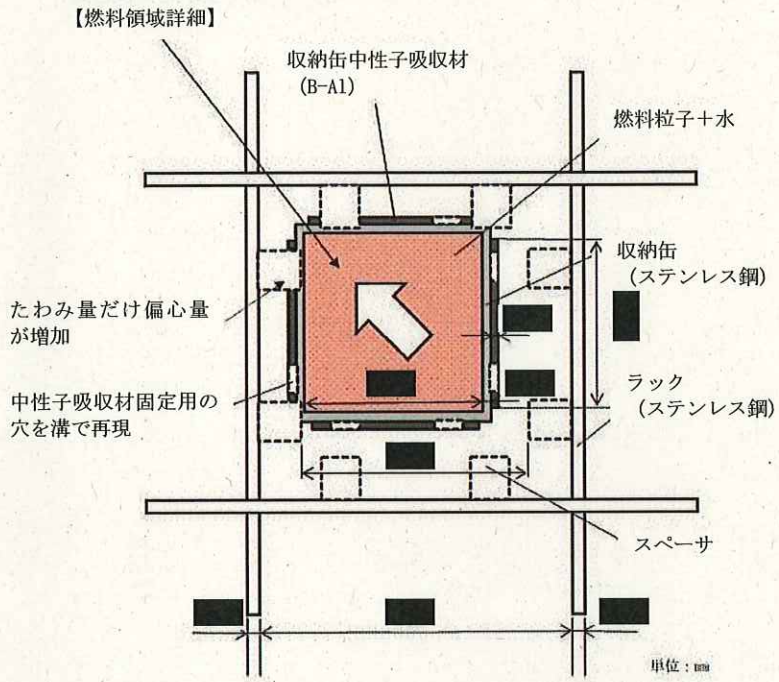 【燃料領域詳細】
収納缶中性子吸収材
(B-Al)
燃料粒子+水
収納缶
(ステンレス鋼)
たわみ量だけ偏心量
が増加
中性子吸収材固定用の
穴を溝で再現
ラック
(ステンレス鋼)
スペーサ
単位:mm